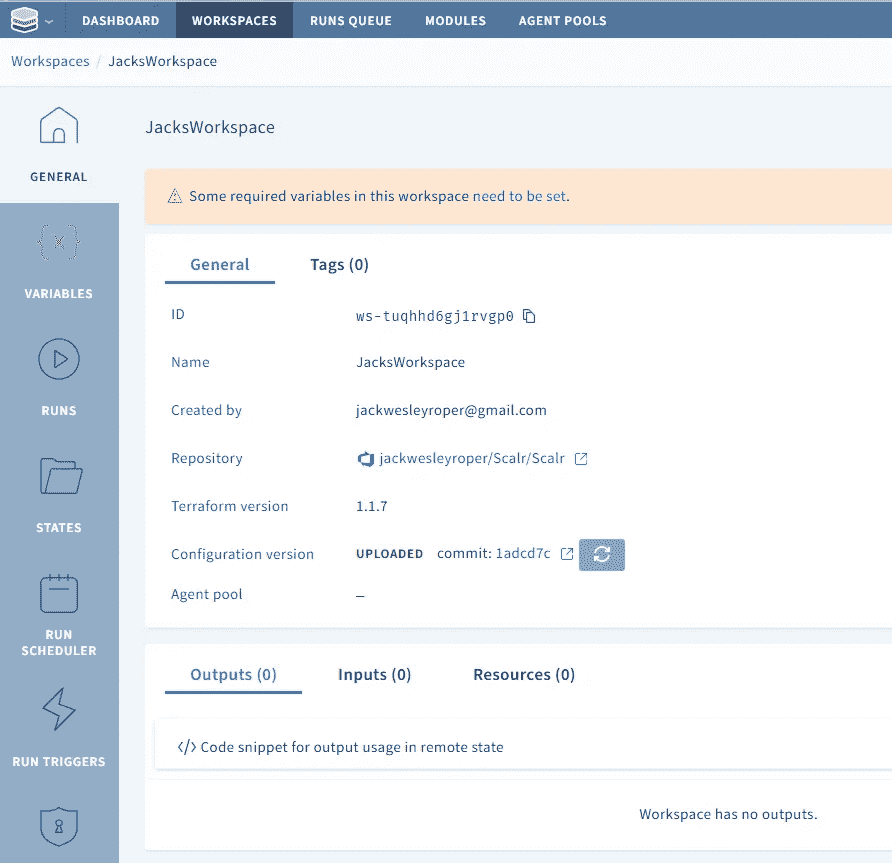 DASHBOARD WORKSPACES RUNS QUEUE MODULES AGENT POOLS
Workspaces / JacksWorkspace
GENERAL
VARIABLES
RUNS
STATES
RUN
SCHEDULER
RUN TRIGGERS
JacksWorkspace
Some required variables in this workspace need to be set.
General Tags (0)
ID ws-tuqhhd6gj1rvgp0
Name JacksWorkspace
Created by jackwesleyroper@gmail.com
Repository jackwesleyroper/Scalr/Scalr
Terraform version 1.1.7
Configuration version UPLOADED commit: 1adcd7c
Agent pool –
Outputs (0) Inputs (0) Resources (0)
</> Code snippet for output usage in remote state
Workspace has no outputs.